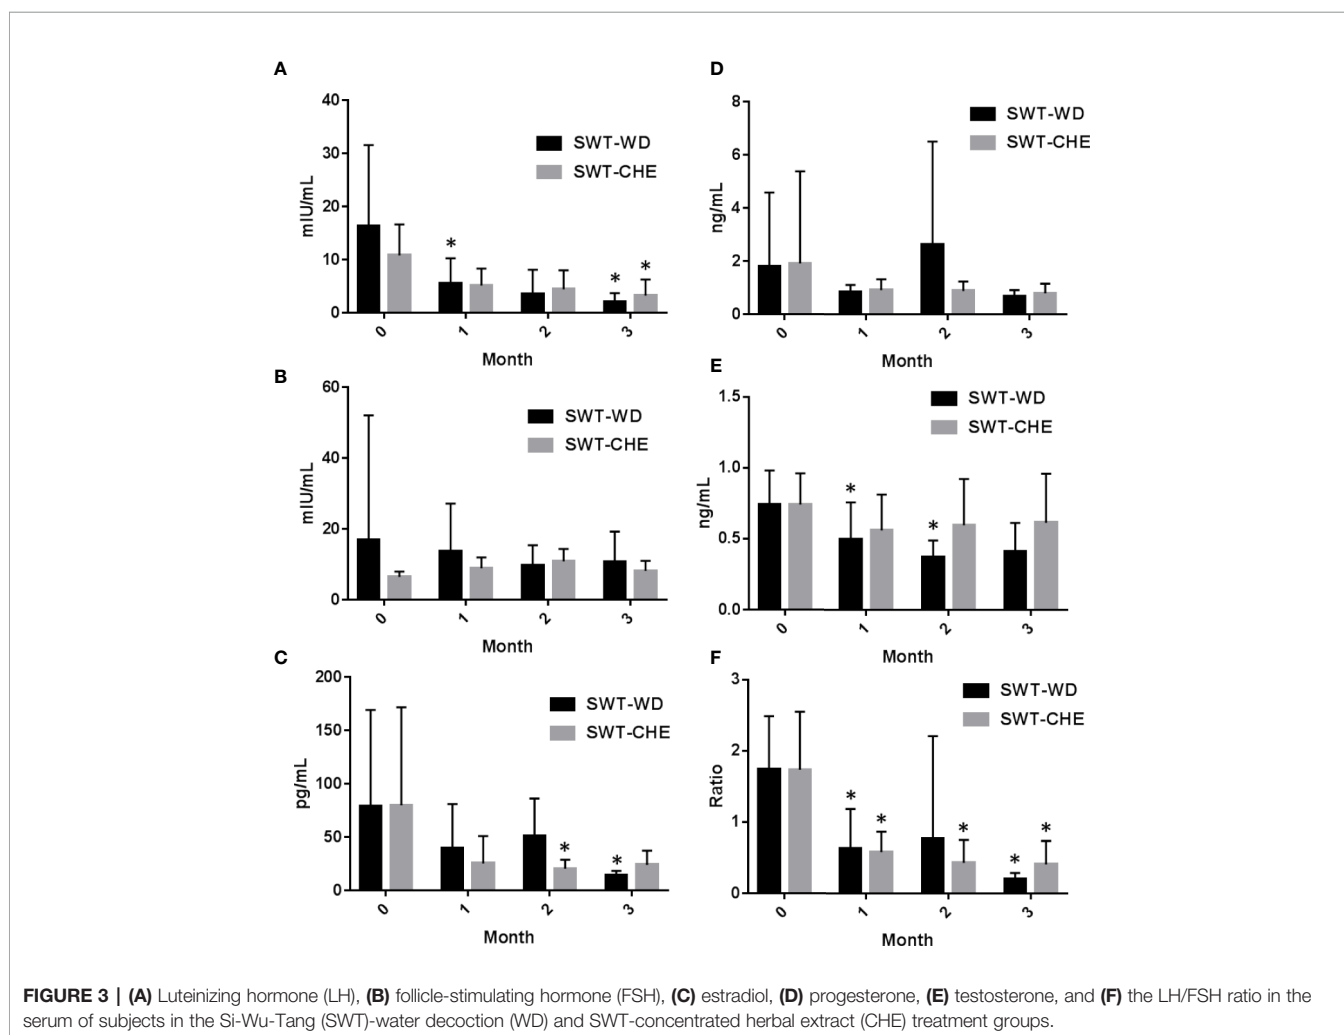 A
40
30
20
10
0
mIU/mL
SWT-WD
SWT-CHE
*
*
*
0
1
2
3
Month
B
60
40
20
0
mIU/mL
SWT-WD
SWT-CHE
0
1
2
3
Month
C
200
150
100
50
0
pg/mL
SWT-WD
SWT-CHE
*
*
0
1
2
3
Month
D
8
6
4
2
0
ng/mL
SWT-WD
SWT-CHE
0
1
2
3
Month
E
1.5
1.0
0.5
0.0
ng/mL
SWT-WD
SWT-CHE
*
*
0
1
2
3
Month
F
3
2
1
0
Ratio
SWT-WD
SWT-CHE
*
*
*
*
*
0
1
2
3
Month
FIGURE 3 | (A) Luteinizing hormone (LH), (B) follicle-stimulating hormone (FSH), (C) estradiol, (D) progesterone, (E) testosterone, and (F) the LH/FSH ratio in the
serum of subjects in the Si-Wu-Tang (SWT)-water decoction (WD) and SWT-concentrated herbal extract (CHE) treatment groups.